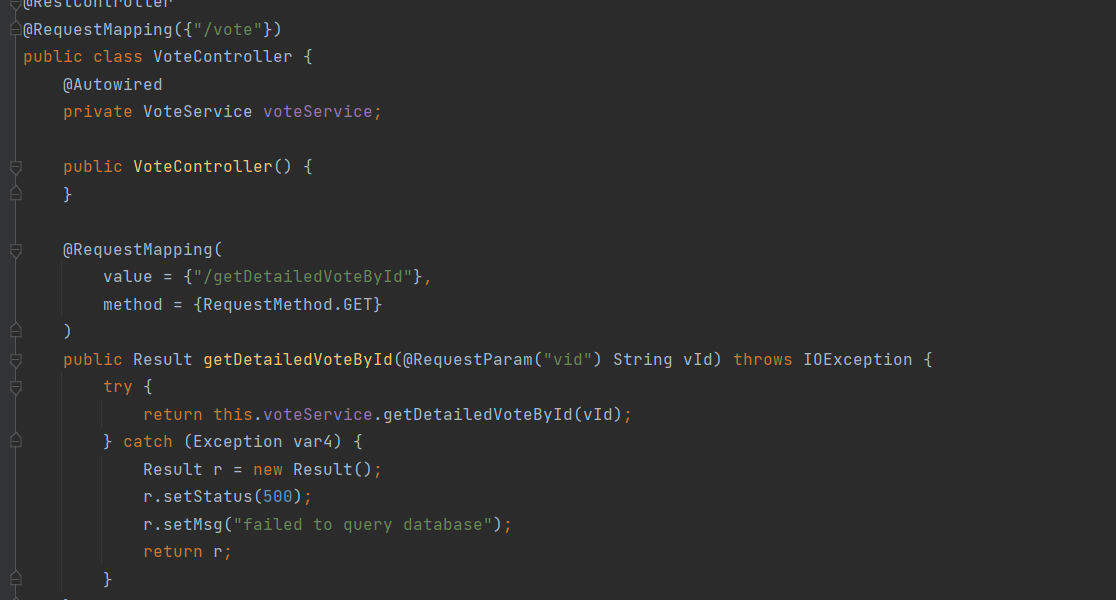 @RestController
@RequestMapping({"/vote"})
public class VoteController {
    @Autowired
    private VoteService voteService;

    public VoteController() {
    }

    @RequestMapping(
        value = {"/getDetailedVoteById"},
        method = {RequestMethod.GET}
    )
    public Result getDetailedVoteById(@RequestParam("vid") String vId) throws IOException {
        try {
            return this.voteService.getDetailedVoteById(vId);
        } catch (Exception var4) {
            Result r = new Result();
            r.setStatus(500);
            r.setMsg("failed to query database");
            return r;
        }